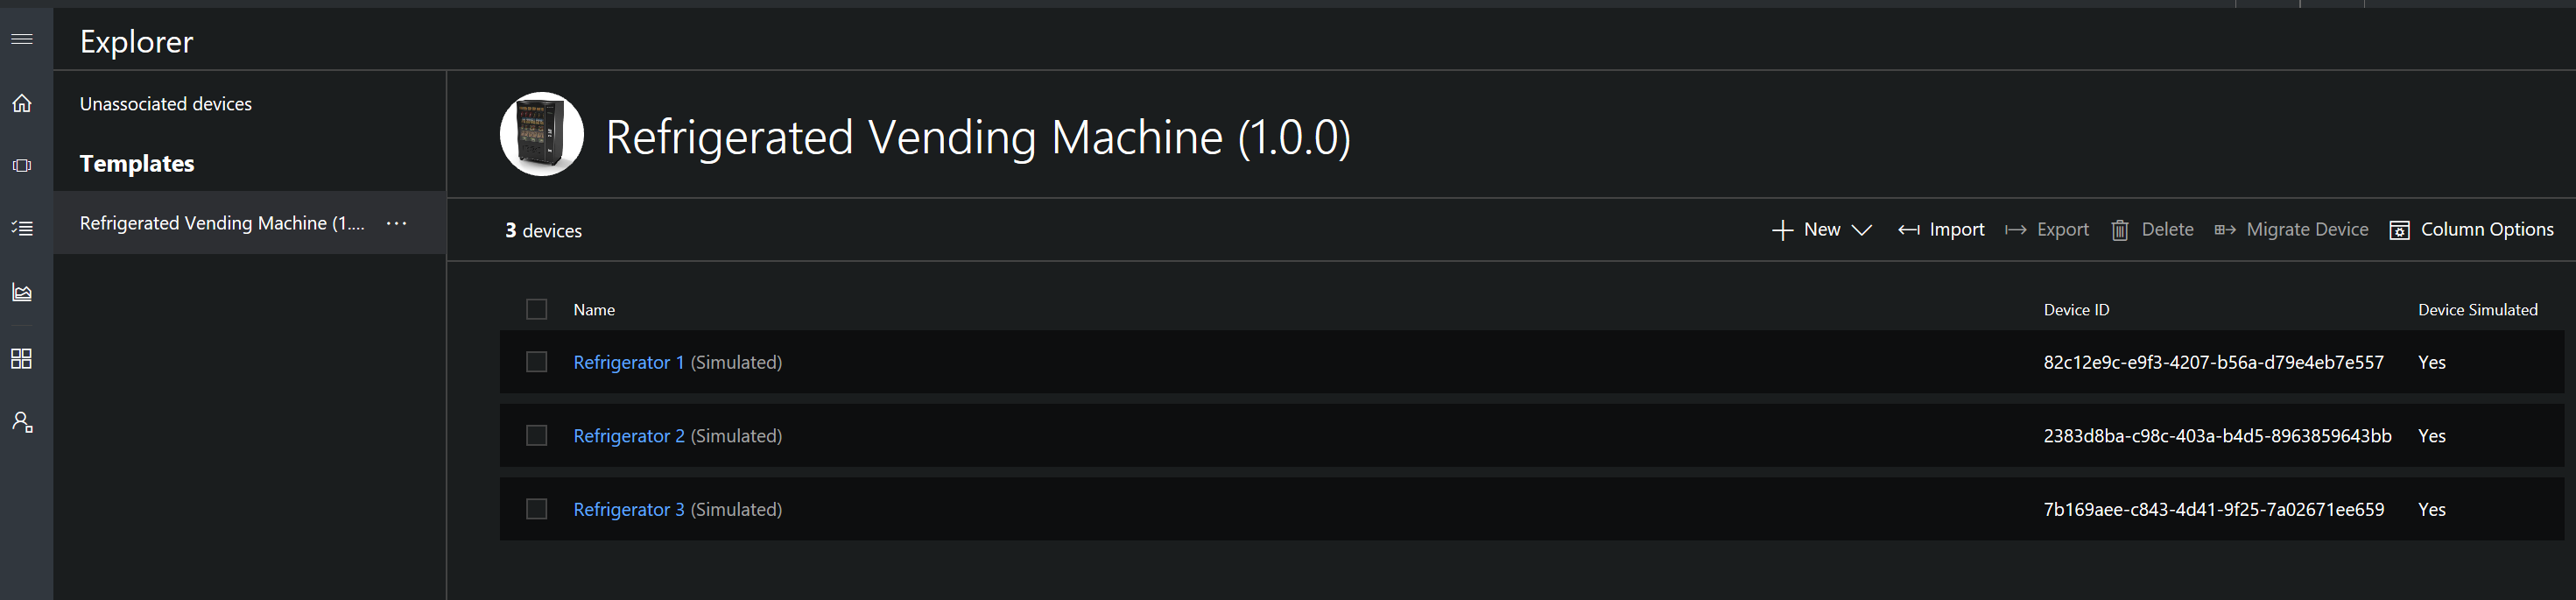 Explorer
Unassociated devices
Templates
Refrigerated Vending Machine (1.... ···
Refrigerated Vending Machine (1.0.0)
3 devices
New Import Export Delete Migrate Device Column Options
Name Device ID Device Simulated
Refrigerator 1 (Simulated) 82c12e9c-e9f3-4207-b56a-d79e4eb7e557 Yes
Refrigerator 2 (Simulated) 2383d8ba-c98c-403a-b4d5-8963859643bb Yes
Refrigerator 3 (Simulated) 7b169aee-c843-4d41-9f25-7a02671ee659 Yes